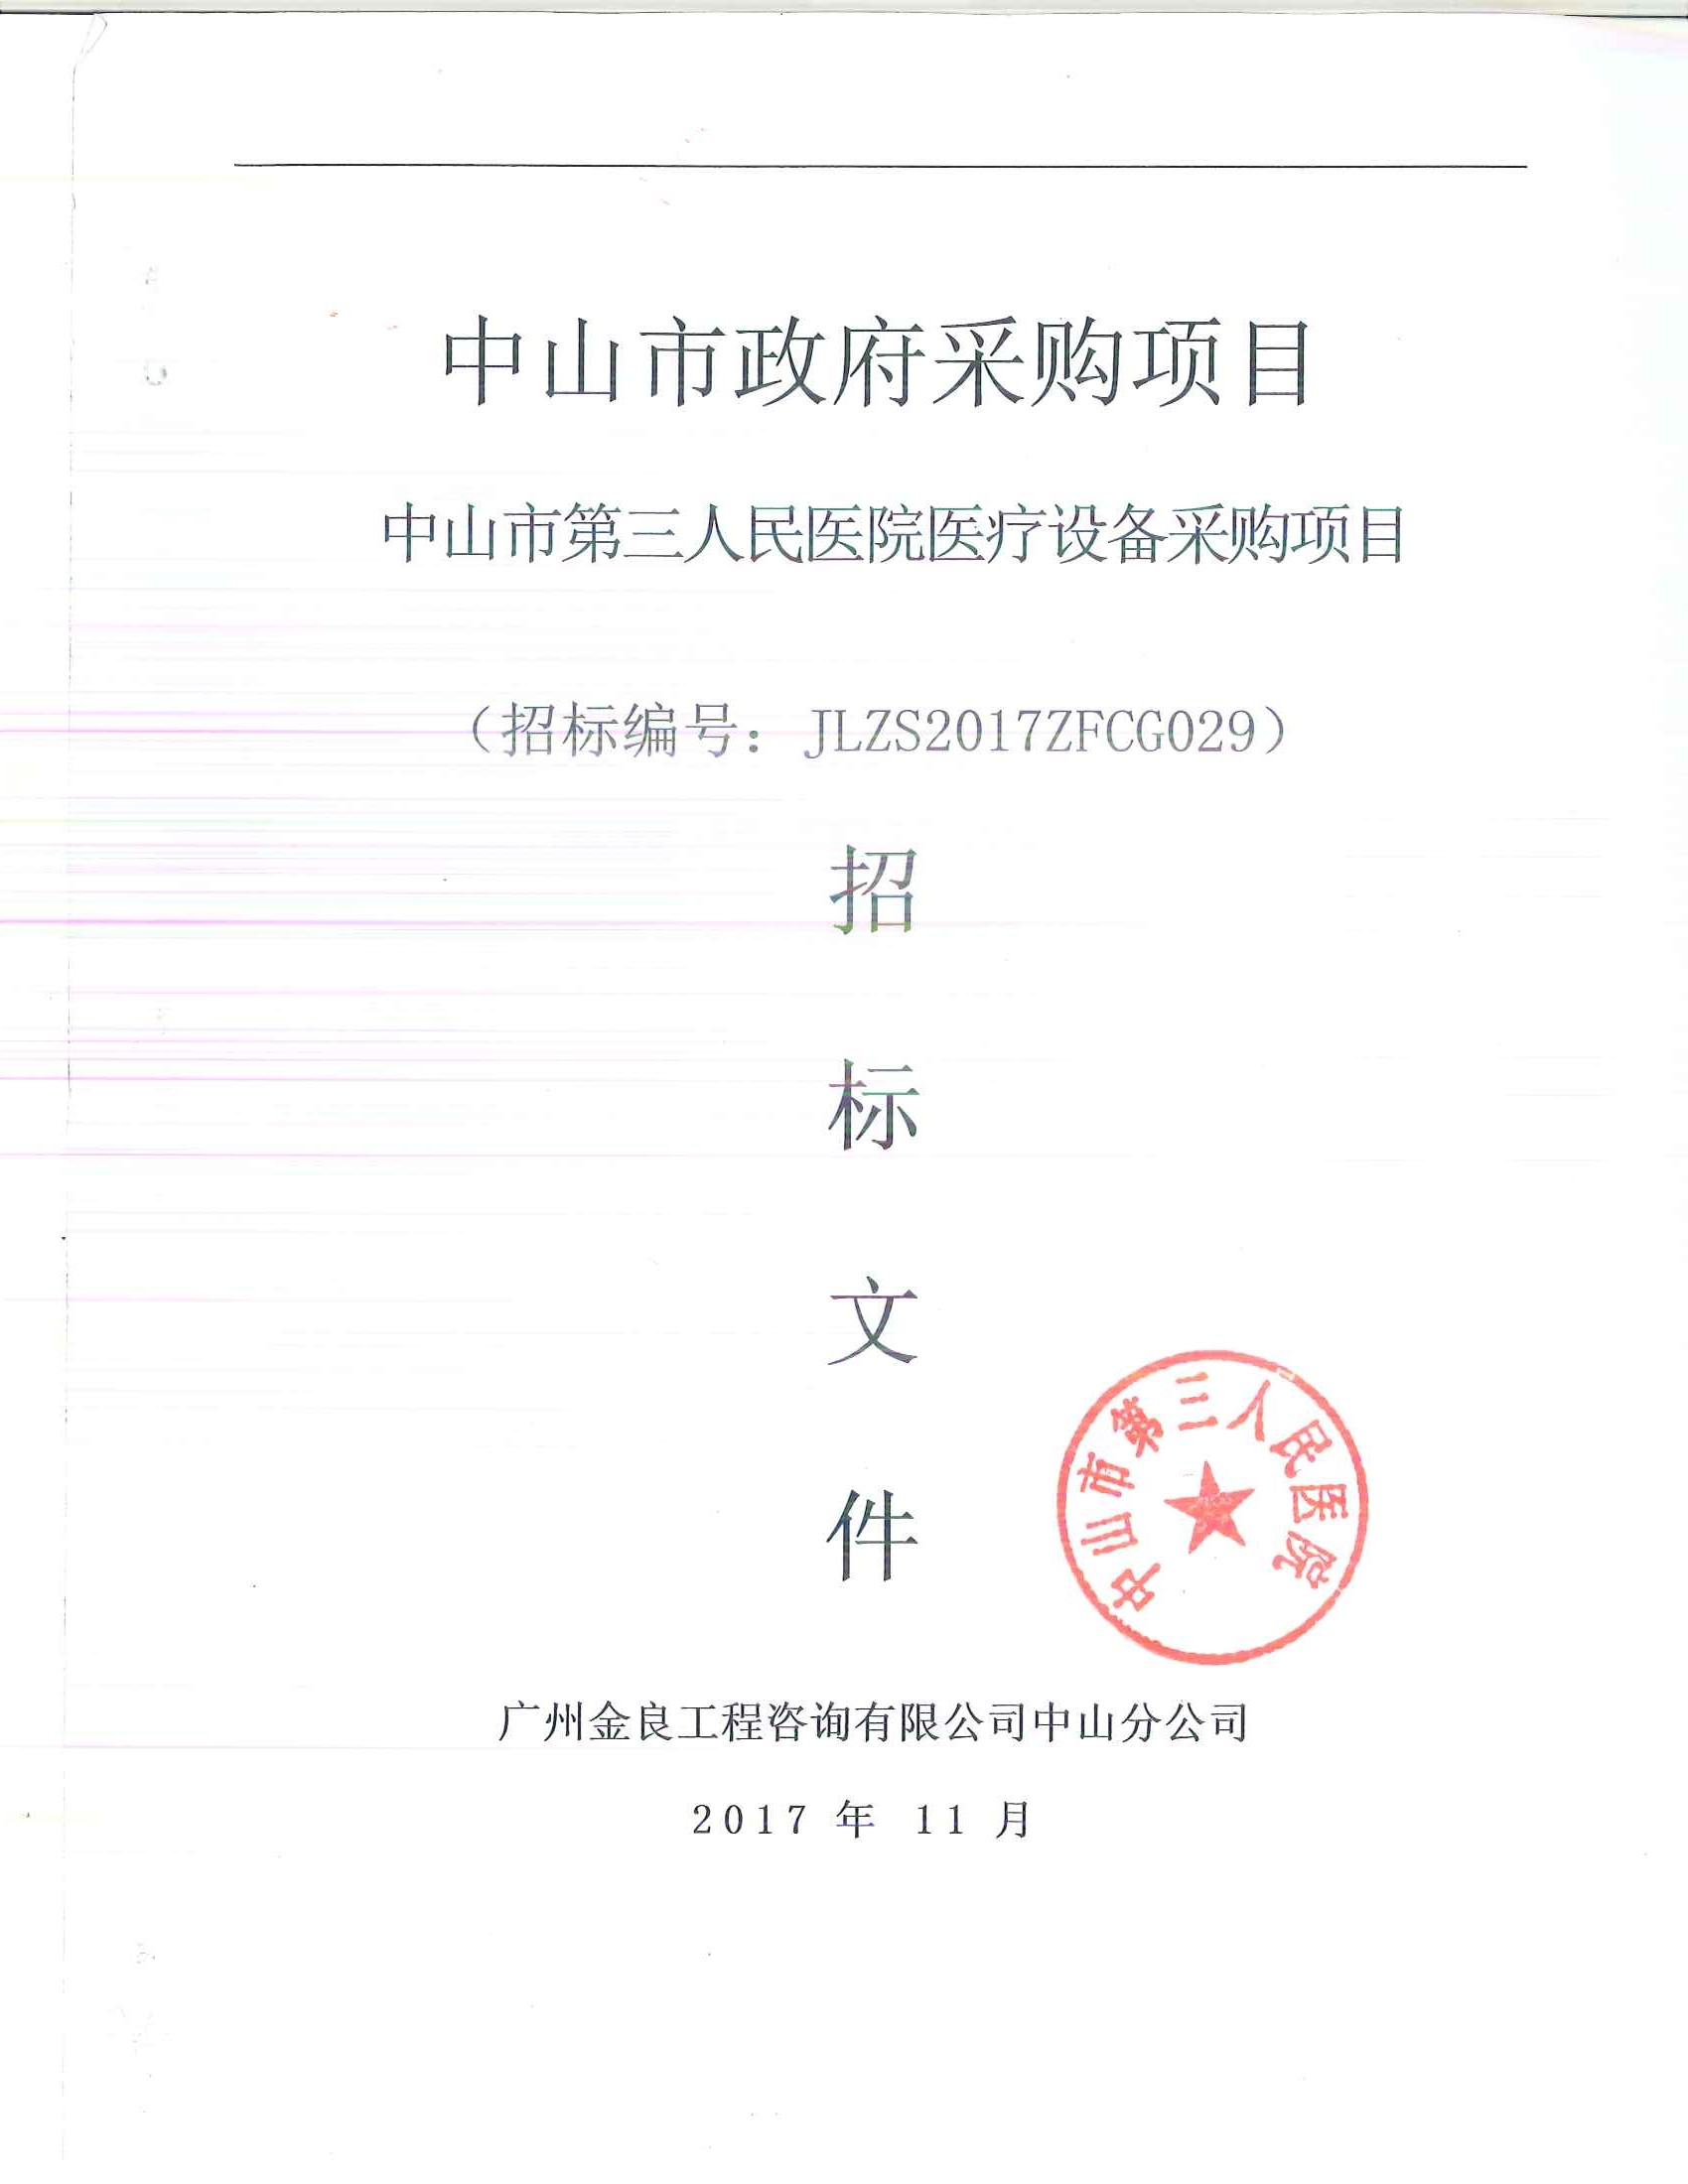 中山市政府采购项目
中山市第三人民医院医疗设备采购项目
（招标编号：JLZS2017ZFCG029）
招
标
文
件
中山市第三人民医院
广州金良工程咨询有限公司中山分公司
2017 年 11 月